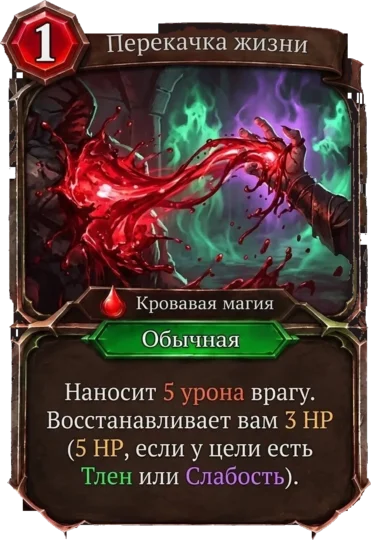 1
Перекачка жизни
Кровавая магия
Обычная
Наносит 5 урона врагу.
Восстанавливает вам 3 HP
(5 HP, если у цели есть
Тлен или Слабость).